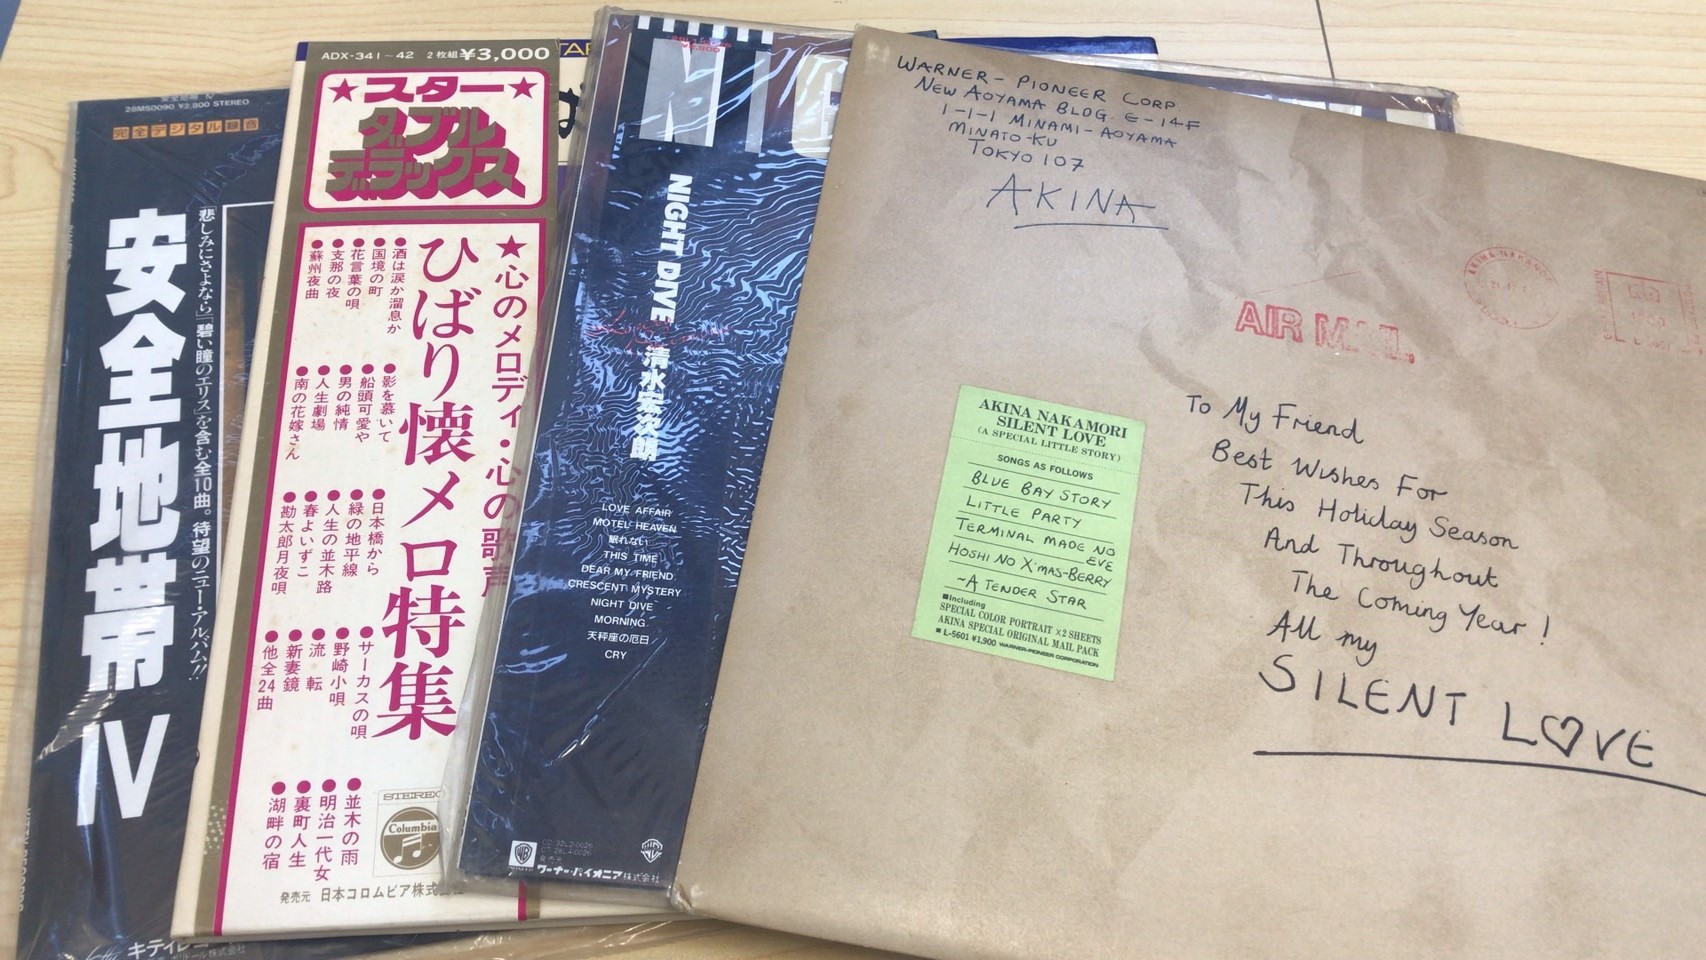 安全地帯 Ⅳ
28MS0090 ¥2,800 STEREO
完全デジタル録音
安全地帯 Ⅳ
「悲しみにさよなら」「碧い瞳のエリス」を含む全10曲。待望のニュー・アルバム!!
ADX-341～42 2枚組 ¥3,000
★スター★
ダブル
デラックス
★心のメロディ・心の歌声
ひばり懐メロ特集
●酒は涙か溜息か
●国境の町
●花言葉の唄
●支那の夜
●蘇州夜曲
●影を慕いて
●船頭可愛や
●男の純情
●人生劇場
●南の花嫁さん
●日本橋から
●緑の地平線
●人生の並木路
●春よいずこ
●勘太郎月夜唄
●サーカスの唄
●野崎小唄
●流転
●新妻鏡
●他全24曲
●並木の雨
●明治一代女
●裏町人生
●湖畔の宿
STEREO
Columbia
発売元 日本コロムビア株式
NIG
NIGHT DIVE
清水宏次朗
LOVE AFFAIR
MOTEL HEAVEN
眠れない
THIS TIME
DEAR MY FRIEND
CRESCENT MYSTERY
NIGHT DIVE
MORNING
天秤座の厄日
CRY
発売元
ワーナー・パイオニア株式会社
WARNER-PIONEER CORP.
NEW AOYAMA BLDG. E-14F
1-1-1 MINAMI-AOYAMA
MINATO-KU
TOKYO 107
AKINA
AIR MAIL
AKINA NAKAMORI
SILENT LOVE
(A SPECIAL LITTLE STORY)
SONGS AS FOLLOWS
BLUE BAY STORY
LITTLE PARTY
TERMINAL MADE NO
EVE
HOSHI NO X'MAS-BERRY
~A TENDER STAR
■Including
SPECIAL COLOR PORTRAIT ×2 SHEETS
AKINA SPECIAL ORIGINAL MAIL PACK
■L-5601 ¥1,900 WARNER-PIONEER CORPORATION
To My Friend
Best Wishes For
This Holiday Season
And Throughout
The Coming Year!
All my
SILENT LOVE